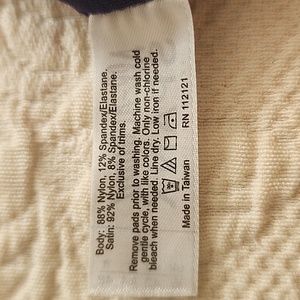 Body: 88% Nylon, 12% Spandex/Elastane.
Satin: 92% Nylon, 8% Spandex/Elastane.
Exclusive of trims.
Remove pads prior to washing. Machine wash cold
gentle cycle, with like colors. Only non-chlorine
bleach when needed. Line dry. Low iron if needed.
Made in Taiwan RN 112121